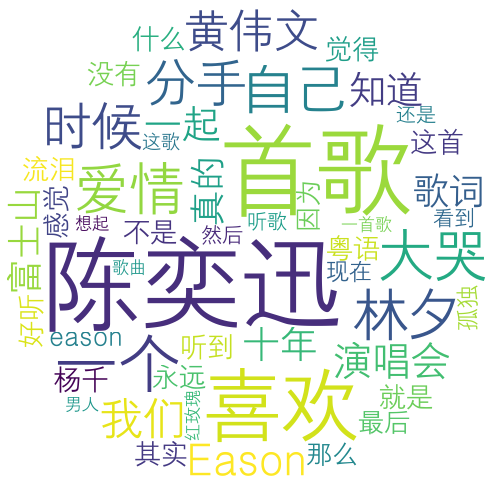 什么
黄伟文
觉得
没有
分手
自己
知道
还是
时候
一起
这歌
首歌
这首
流泪
爱情
真的
因为
歌词
感觉
想起
不是
然后
听歌
一首歌
看到
富士山
粤语
大哭
好听
陈奕迅
歌曲
现在
孤独
eason
一个
听到
十年
林夕
杨千
永远
喜欢
演唱会
男人
我们
红玫瑰
就是
最后
其实
Eason
那么